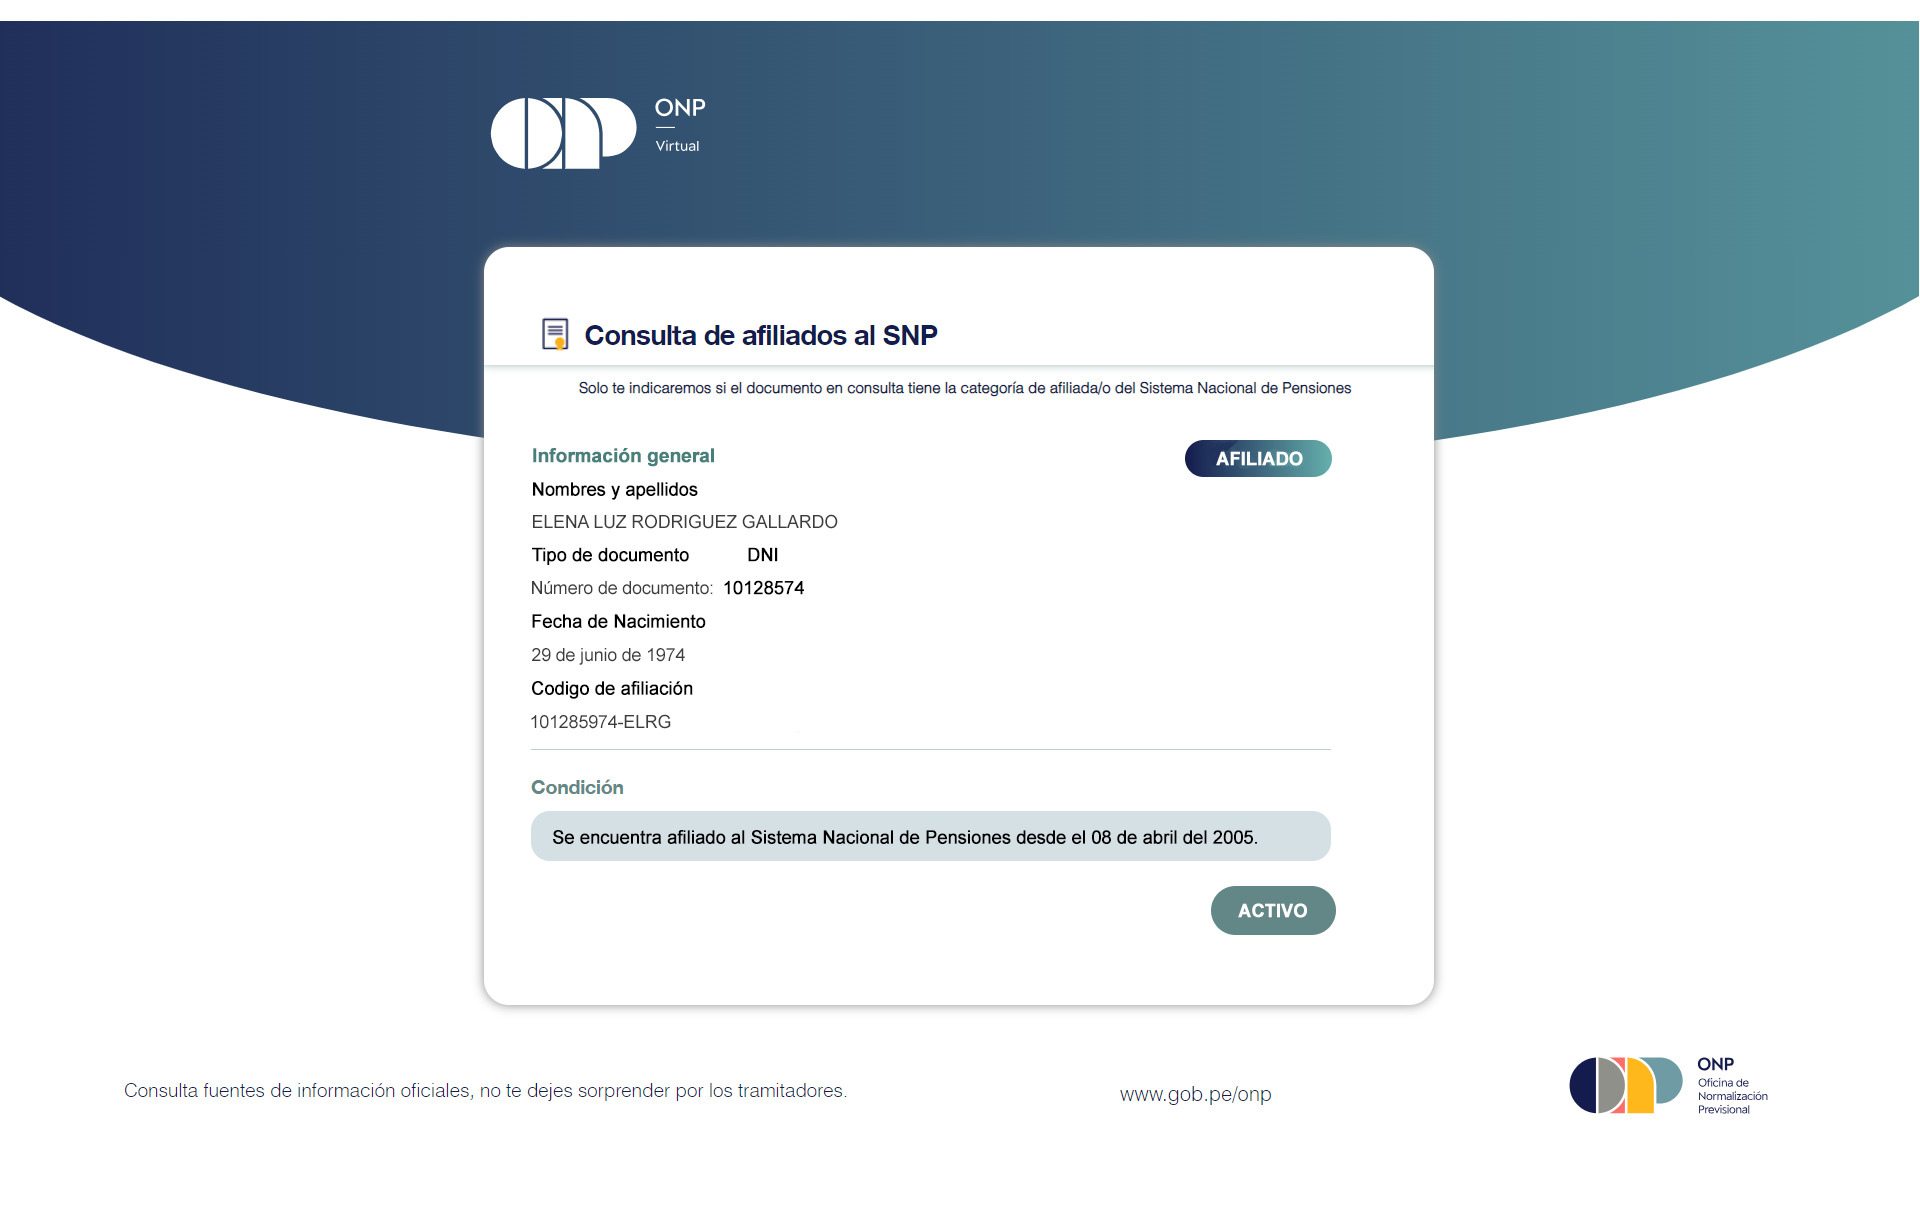 ONP
Virtual
Consulta de afiliados al SNP
Solo te indicaremos si el documento en consulta tiene la categoría de afiliada/o del Sistema Nacional de Pensiones
Información general
AFILIADO
Nombres y apellidos
ELENA LUZ RODRIGUEZ GALLARDO
Tipo de documento DNI
Número de documento: 10128574
Fecha de Nacimiento
29 de junio de 1974
Codigo de afiliación
101285974-ELRG
Condición
Se encuentra afiliado al Sistema Nacional de Pensiones desde el 08 de abril del 2005.
ACTIVO
Consulta fuentes de información oficiales, no te dejes sorprender por los tramitadores.
www.gob.pe/onp
ONP
Oficina de
Normalización
Previsional